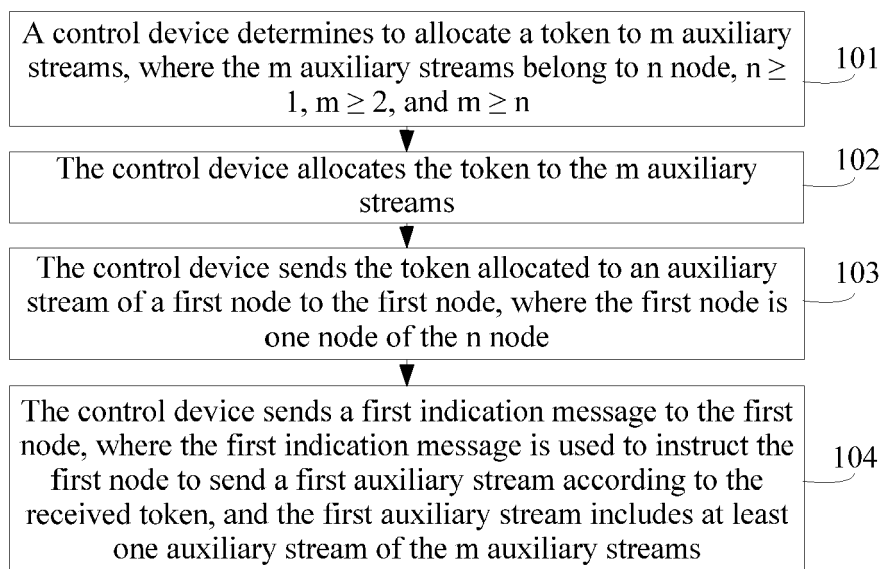 A control device determines to allocate a token to m auxiliary
streams, where the m auxiliary streams belong to n node, n ≥
1, m ≥ 2, and m ≥ n
101
The control device allocates the token to the m auxiliary
streams
102
The control device sends the token allocated to an auxiliary
stream of a first node to the first node, where the first node is
one node of the n node
103
The control device sends a first indication message to the first
node, where the first indication message is used to instruct the
first node to send a first auxiliary stream according to the
received token, and the first auxiliary stream includes at least
one auxiliary stream of the m auxiliary streams
104